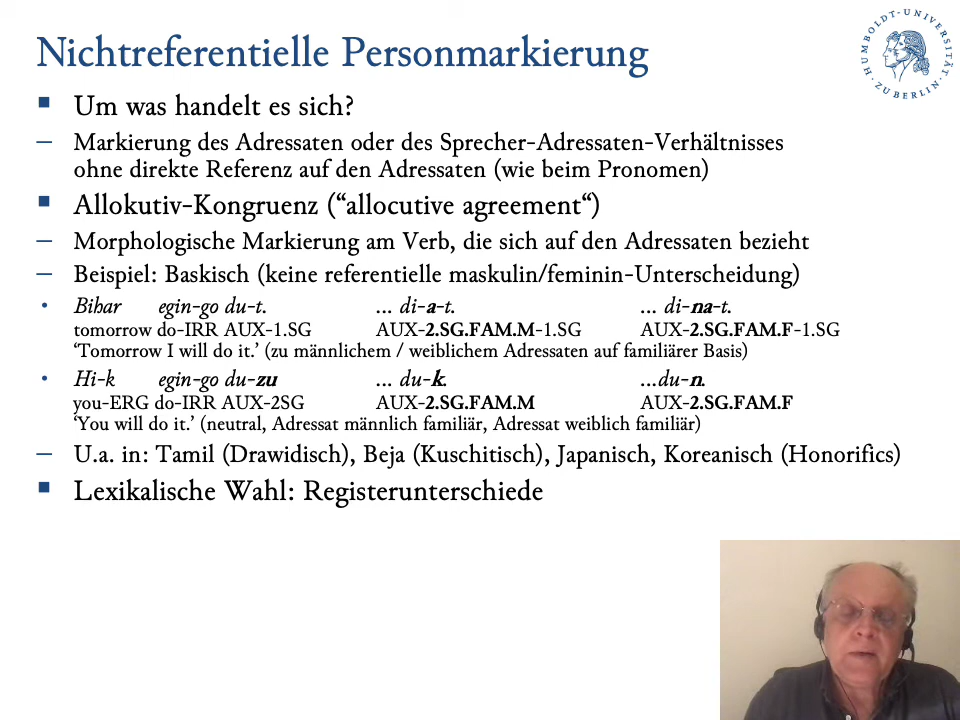 Nichtreferentielle Personmarkierung
HUMBOLDT-UNIVERSITÄT ZU BERLIN
Um was handelt es sich?
– Markierung des Adressaten oder des Sprecher-Adressaten-Verhältnisses
ohne direkte Referenz auf den Adressaten (wie beim Pronomen)
Allokutiv-Kongruenz (“allocutive agreement“)
– Morphologische Markierung am Verb, die sich auf den Adressaten bezieht
– Beispiel: Baskisch (keine referentielle maskulin/feminin-Unterscheidung)
• Bihar egin-go du-t. ... di-a-t. ... di-na-t.
tomorrow do-IRR AUX-1.SG AUX-2.SG.FAM.M-1.SG AUX-2.SG.FAM.F-1.SG
‘Tomorrow I will do it.’ (zu männlichem / weiblichem Adressaten auf familiärer Basis)
• Hi-k egin-go du-zu ... du-k. ...du-n.
you-ERG do-IRR AUX-2SG AUX-2.SG.FAM.M AUX-2.SG.FAM.F
‘You will do it.’ (neutral, Adressat männlich familiär, Adressat weiblich familiär)
– U.a. in: Tamil (Drawidisch), Beja (Kuschitisch), Japanisch, Koreanisch (Honorifics)
Lexikalische Wahl: Registerunterschiede